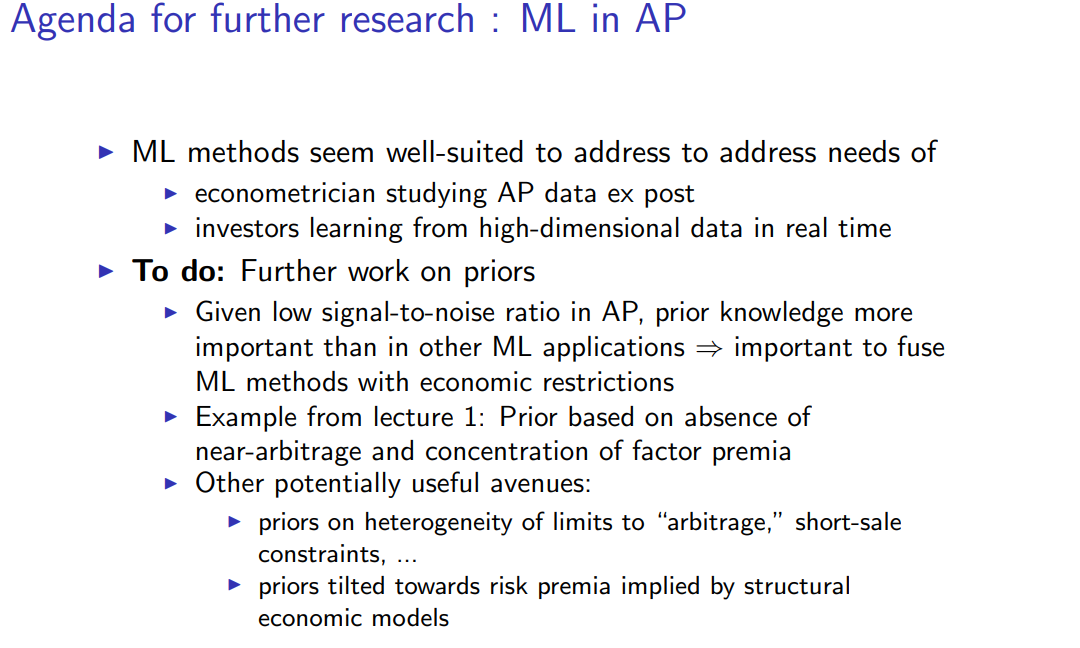 Agenda for further research : ML in AP
ML methods seem well-suited to address to address needs of
econometrician studying AP data ex post
investors learning from high-dimensional data in real time
To do: Further work on priors
Given low signal-to-noise ratio in AP, prior knowledge more
important than in other ML applications ⇒ important to fuse
ML methods with economic restrictions
Example from lecture 1: Prior based on absence of
near-arbitrage and concentration of factor premia
Other potentially useful avenues:
priors on heterogeneity of limits to “arbitrage,” short-sale
constraints, ...
priors tilted towards risk premia implied by structural
economic models